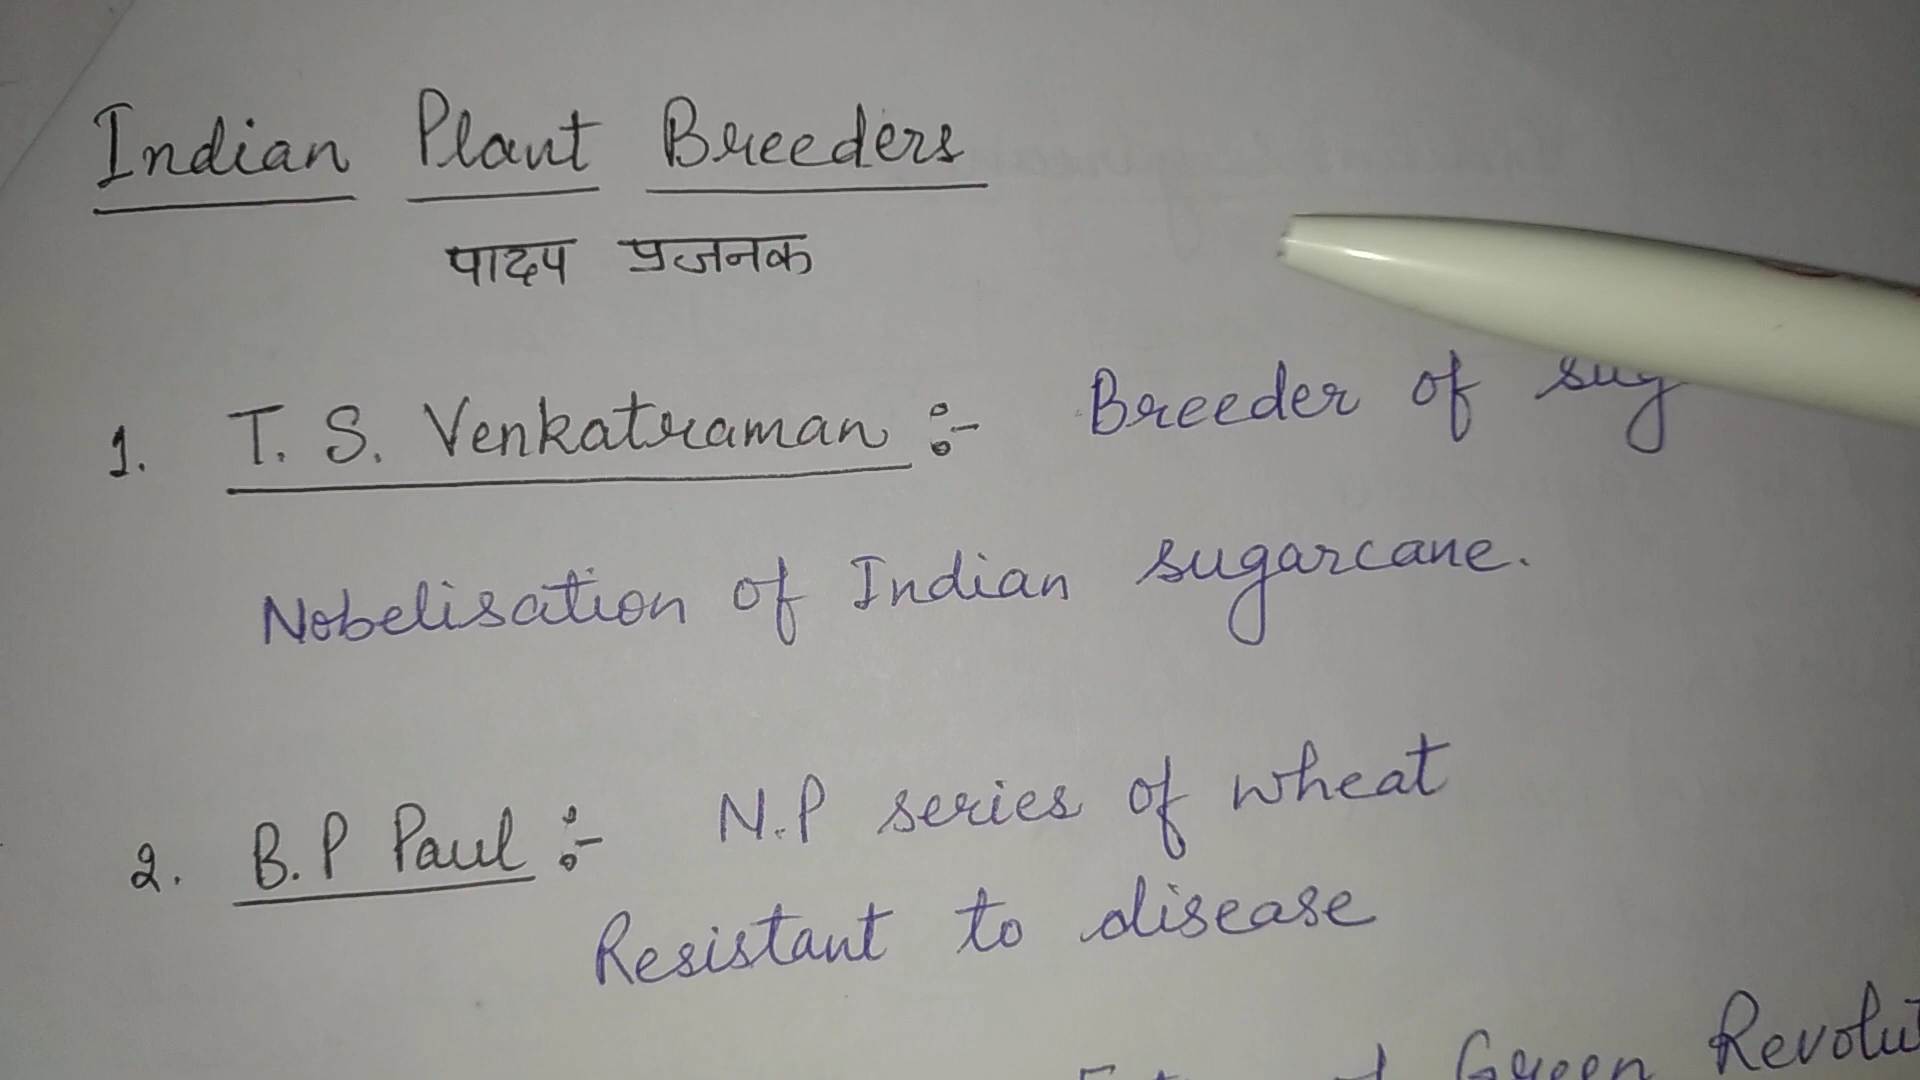 Indian Plant Breeders
पादप प्रजनक
1. T. S. Venkatraman :- Breeder of
Nobelisation of Indian sugarcane.
2. B.P Paul :- N.P series of wheat
Resistant to disease
Green